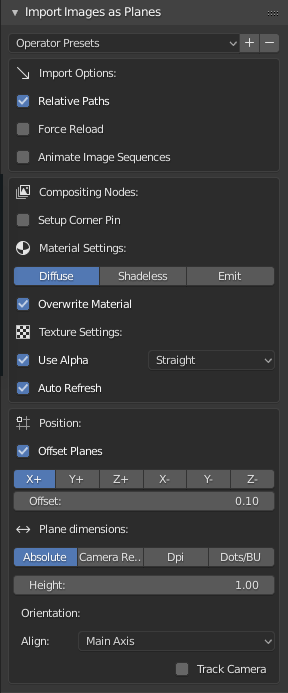 Import Images as Planes
Operator Presets
Import Options:
Relative Paths
Force Reload
Animate Image Sequences
Compositing Nodes:
Setup Corner Pin
Material Settings:
Diffuse Shadeless Emit
Overwrite Material
Texture Settings:
Use Alpha Straight
Auto Refresh
Position:
Offset Planes
X+ Y+ Z+ X- Y- Z-
Offset: 0.10
Plane dimensions:
Absolute Camera Re.. Dpi Dots/BU
Height: 1.00
Orientation:
Align: Main Axis
Track Camera